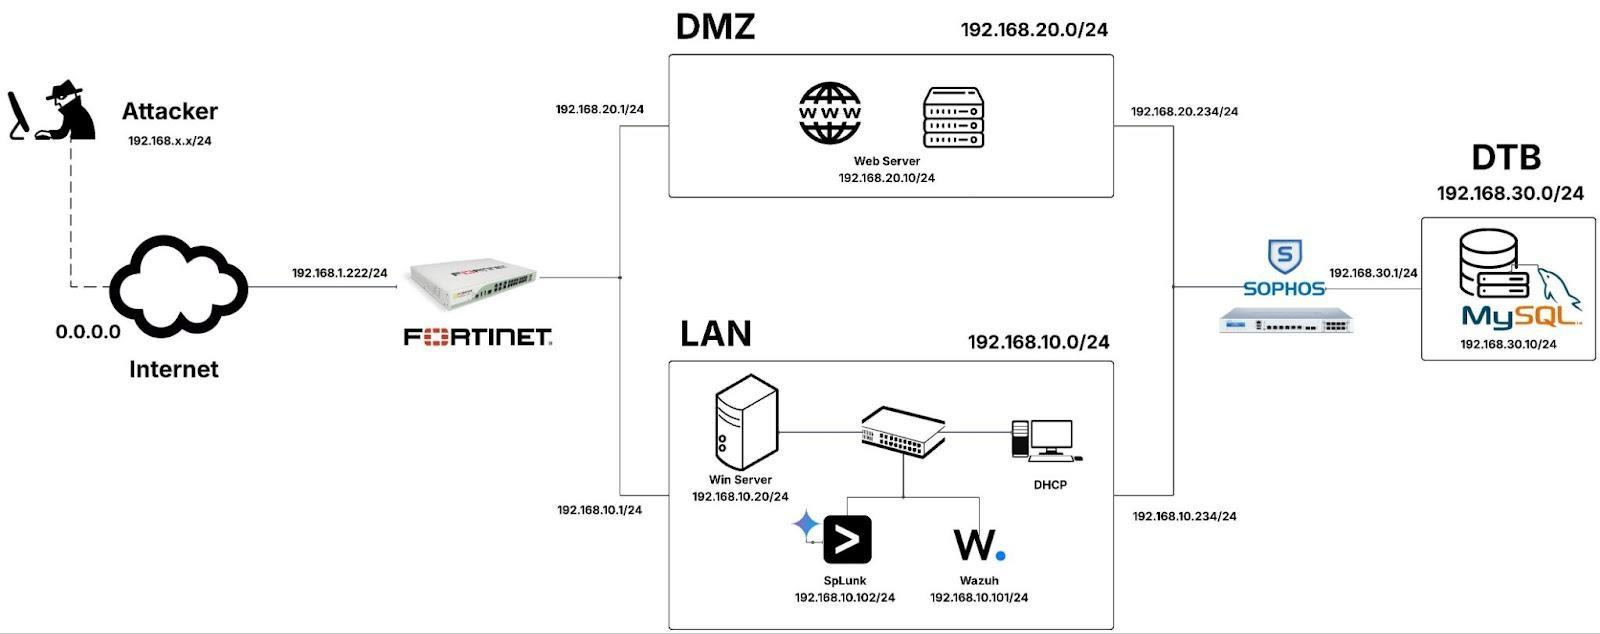 DMZ
192.168.20.0/24
Attacker
192.168.x.x/24
192.168.20.1/24
WWW
Web Server
192.168.20.10/24
192.168.20.234/24
DTB
192.168.30.0/24
192.168.1.222/24
0.0.0.0
Internet
FORTINET
FORTINET
S
SOPHOS
192.168.30.1/24
MySQL
192.168.30.10/24
LAN
192.168.10.0/24
Win Server
192.168.10.20/24
DHCP
192.168.10.1/24
192.168.10.234/24
>
W.
SpLunk
192.168.10.102/24
Wazuh
192.168.10.101/24